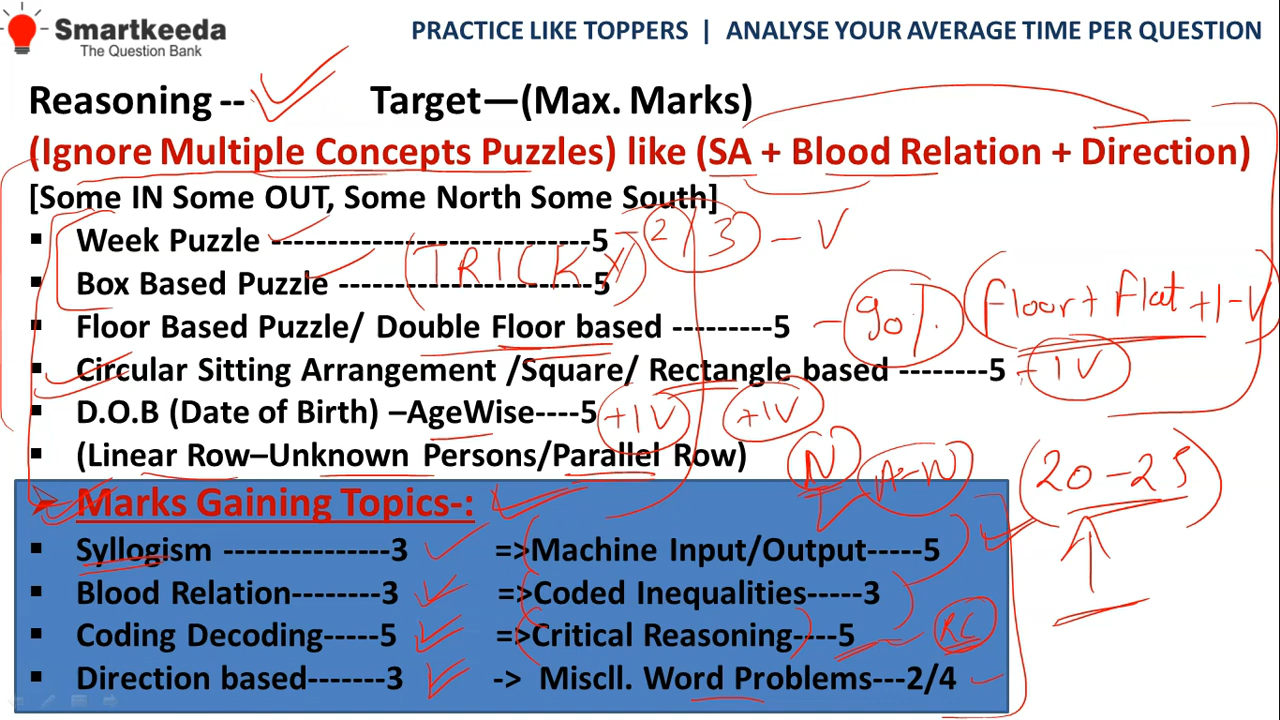 Smartkeeda
The Question Bank
PRACTICE LIKE TOPPERS | ANALYSE YOUR AVERAGE TIME PER QUESTION
Reasoning -- Target—(Max. Marks)
(Ignore Multiple Concepts Puzzles) like (SA + Blood Relation + Direction)
[Some IN Some OUT, Some North Some South]
▪ Week Puzzle -----------------------------5 2/3 - V
(TRICKY)
▪ Box Based Puzzle -----------------------5
▪ Floor Based Puzzle/ Double Floor based ---------5 - 90% (Floor + Flat + 1-V)
▪ Circular Sitting Arrangement /Square/ Rectangle based --------5 +1V
▪ D.O.B (Date of Birth) –AgeWise----5 +1V +1V
▪ (Linear Row–Unknown Persons/Parallel Row)
N A-N (20-25)
➤ Marks Gaining Topics-:
▪ Syllogism ---------------3 =>Machine Input/Output-----5
▪ Blood Relation--------3 =>Coded Inequalities-----3
▪ Coding Decoding-----5 =>Critical Reasoning----5 RC
▪ Direction based-------3 -> Miscll. Word Problems---2/4